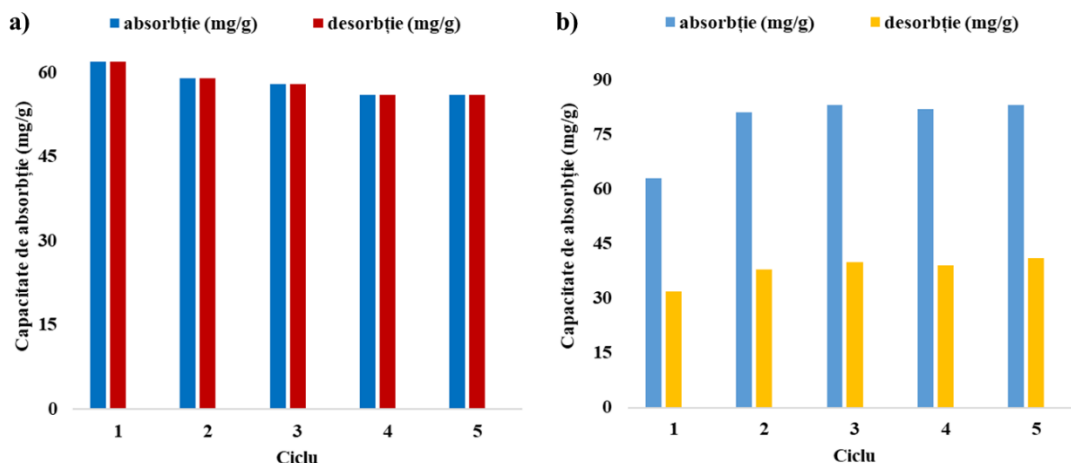 a)
absorbție (mg/g) desorbție (mg/g)
Capacitate de absorbție (mg/g)
60
45
30
15
0
1 2 3 4 5
Ciclu
b)
absorbție (mg/g) desorbție (mg/g)
Capacitate de absorbție (mg/g)
90
75
60
45
30
15
0
1 2 3 4 5
Ciclu